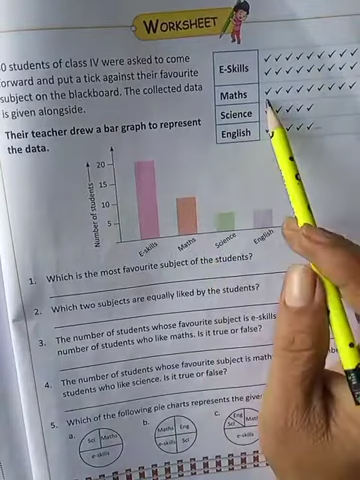 WORKSHEET
0 students of class IV were asked to come
forward and put a tick against their favourite
subject on the blackboard. The collected data
is given alongside.
E-Skills
Maths
Science
English
Their teacher drew a bar graph to represent
the data.
Number of students
20
15
10
5
E-skills
Maths
Science
English
1. Which is the most favourite subject of the students?
2. Which two subjects are equally liked by the students?
3. The number of students whose favourite is e-skills
number of students who like maths. Is it true or false?
4. The number of students whose favourite subject is math
students who like science. Is it true or false?
5. Which of the following pie charts represents the give
a.
Sci
Maths
e-skills
b.
Maths
Eng
e-skills
Sci
c.
Eng
Sci
e-skills